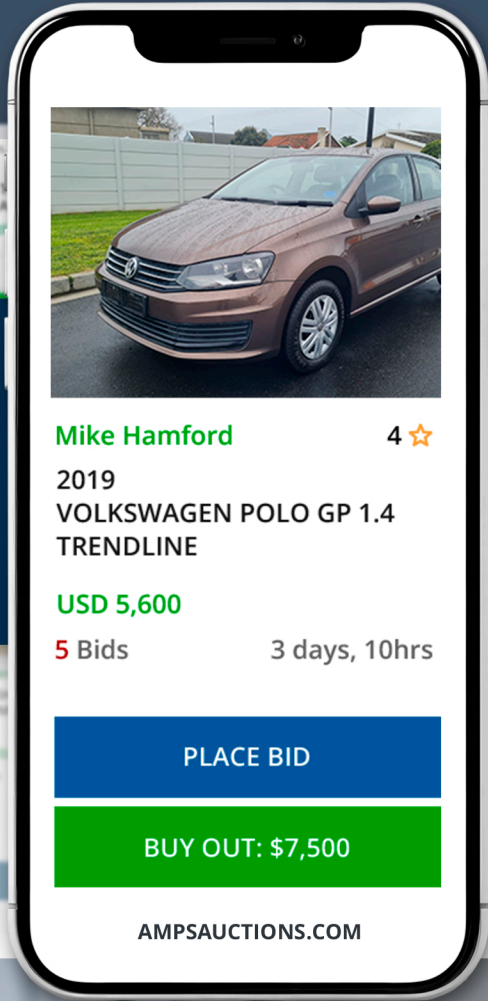 Mike Hamford
4
2019
VOLKSWAGEN POLO GP 1.4
TRENDLINE
USD 5,600
5 Bids
3 days, 10hrs
PLACE BID
BUY OUT: $7,500
AMPSAUCTIONS.COM